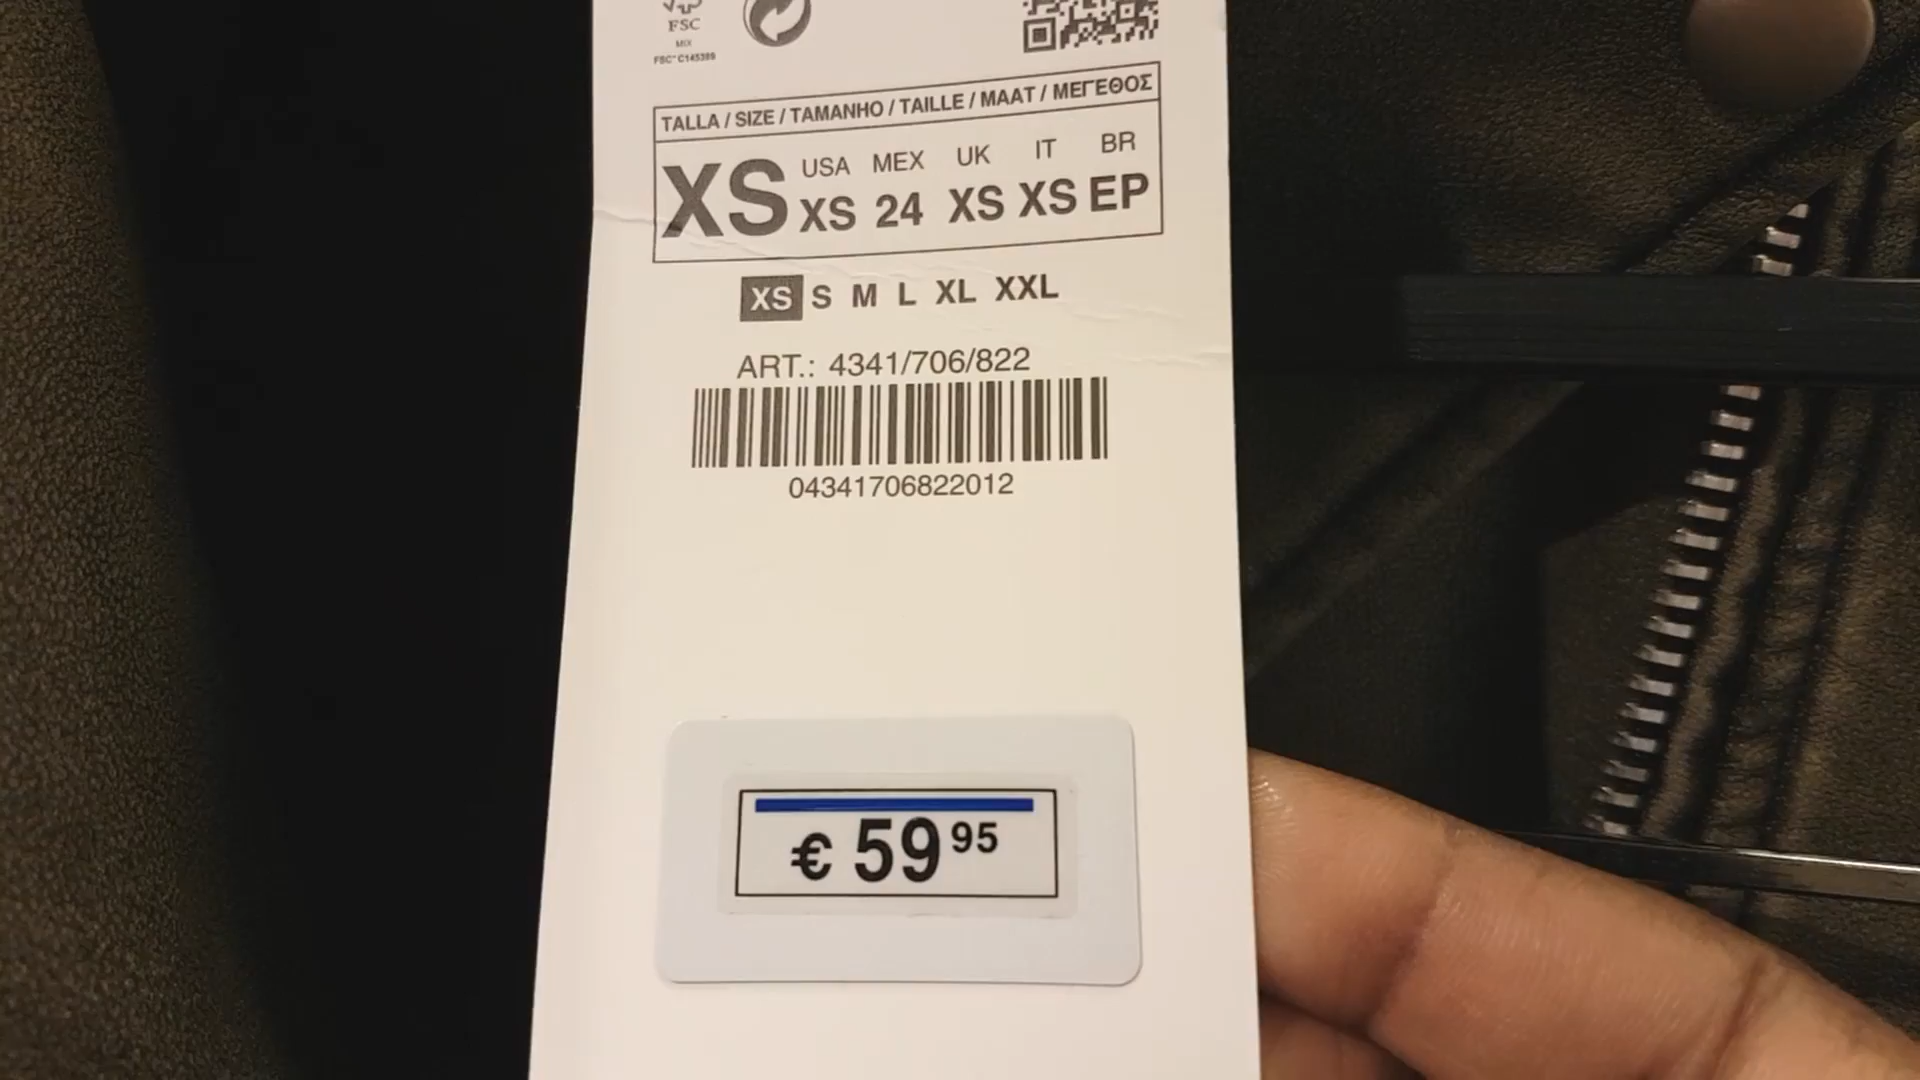 FSC
MIX
FSC™ C145389
TALLA / SIZE / TAMANHO / TAILLE / MAAT / ΜΕΓΕΘΟΣ
XS
USA MEX UK IT BR
XS 24 XS XS EP
XS S M L XL XXL
ART.: 4341/706/822
04341706822012
€ 59 95